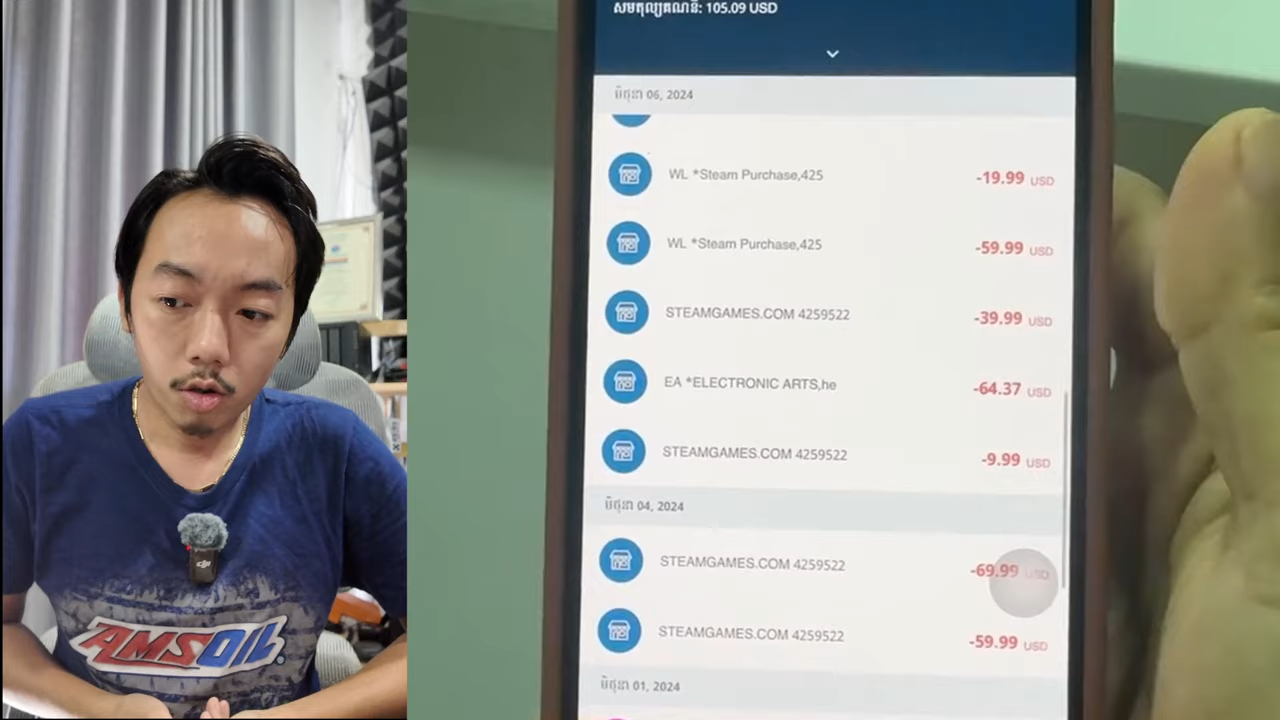 សមតុល្យគណនី: 105.09 USD
មិថុនា 06, 2024
WL *Steam Purchase,425 -19.99 USD
WL *Steam Purchase,425 -59.99 USD
STEAMGAMES.COM 4259522 -39.99 USD
EA *ELECTRONIC ARTS,he -64.37 USD
STEAMGAMES.COM 4259522 -9.99 USD
មិថុនា 04, 2024
STEAMGAMES.COM 4259522 -69.99 USD
STEAMGAMES.COM 4259522 -59.99 USD
មិថុនា 01, 2024
AMSOIL.
dji